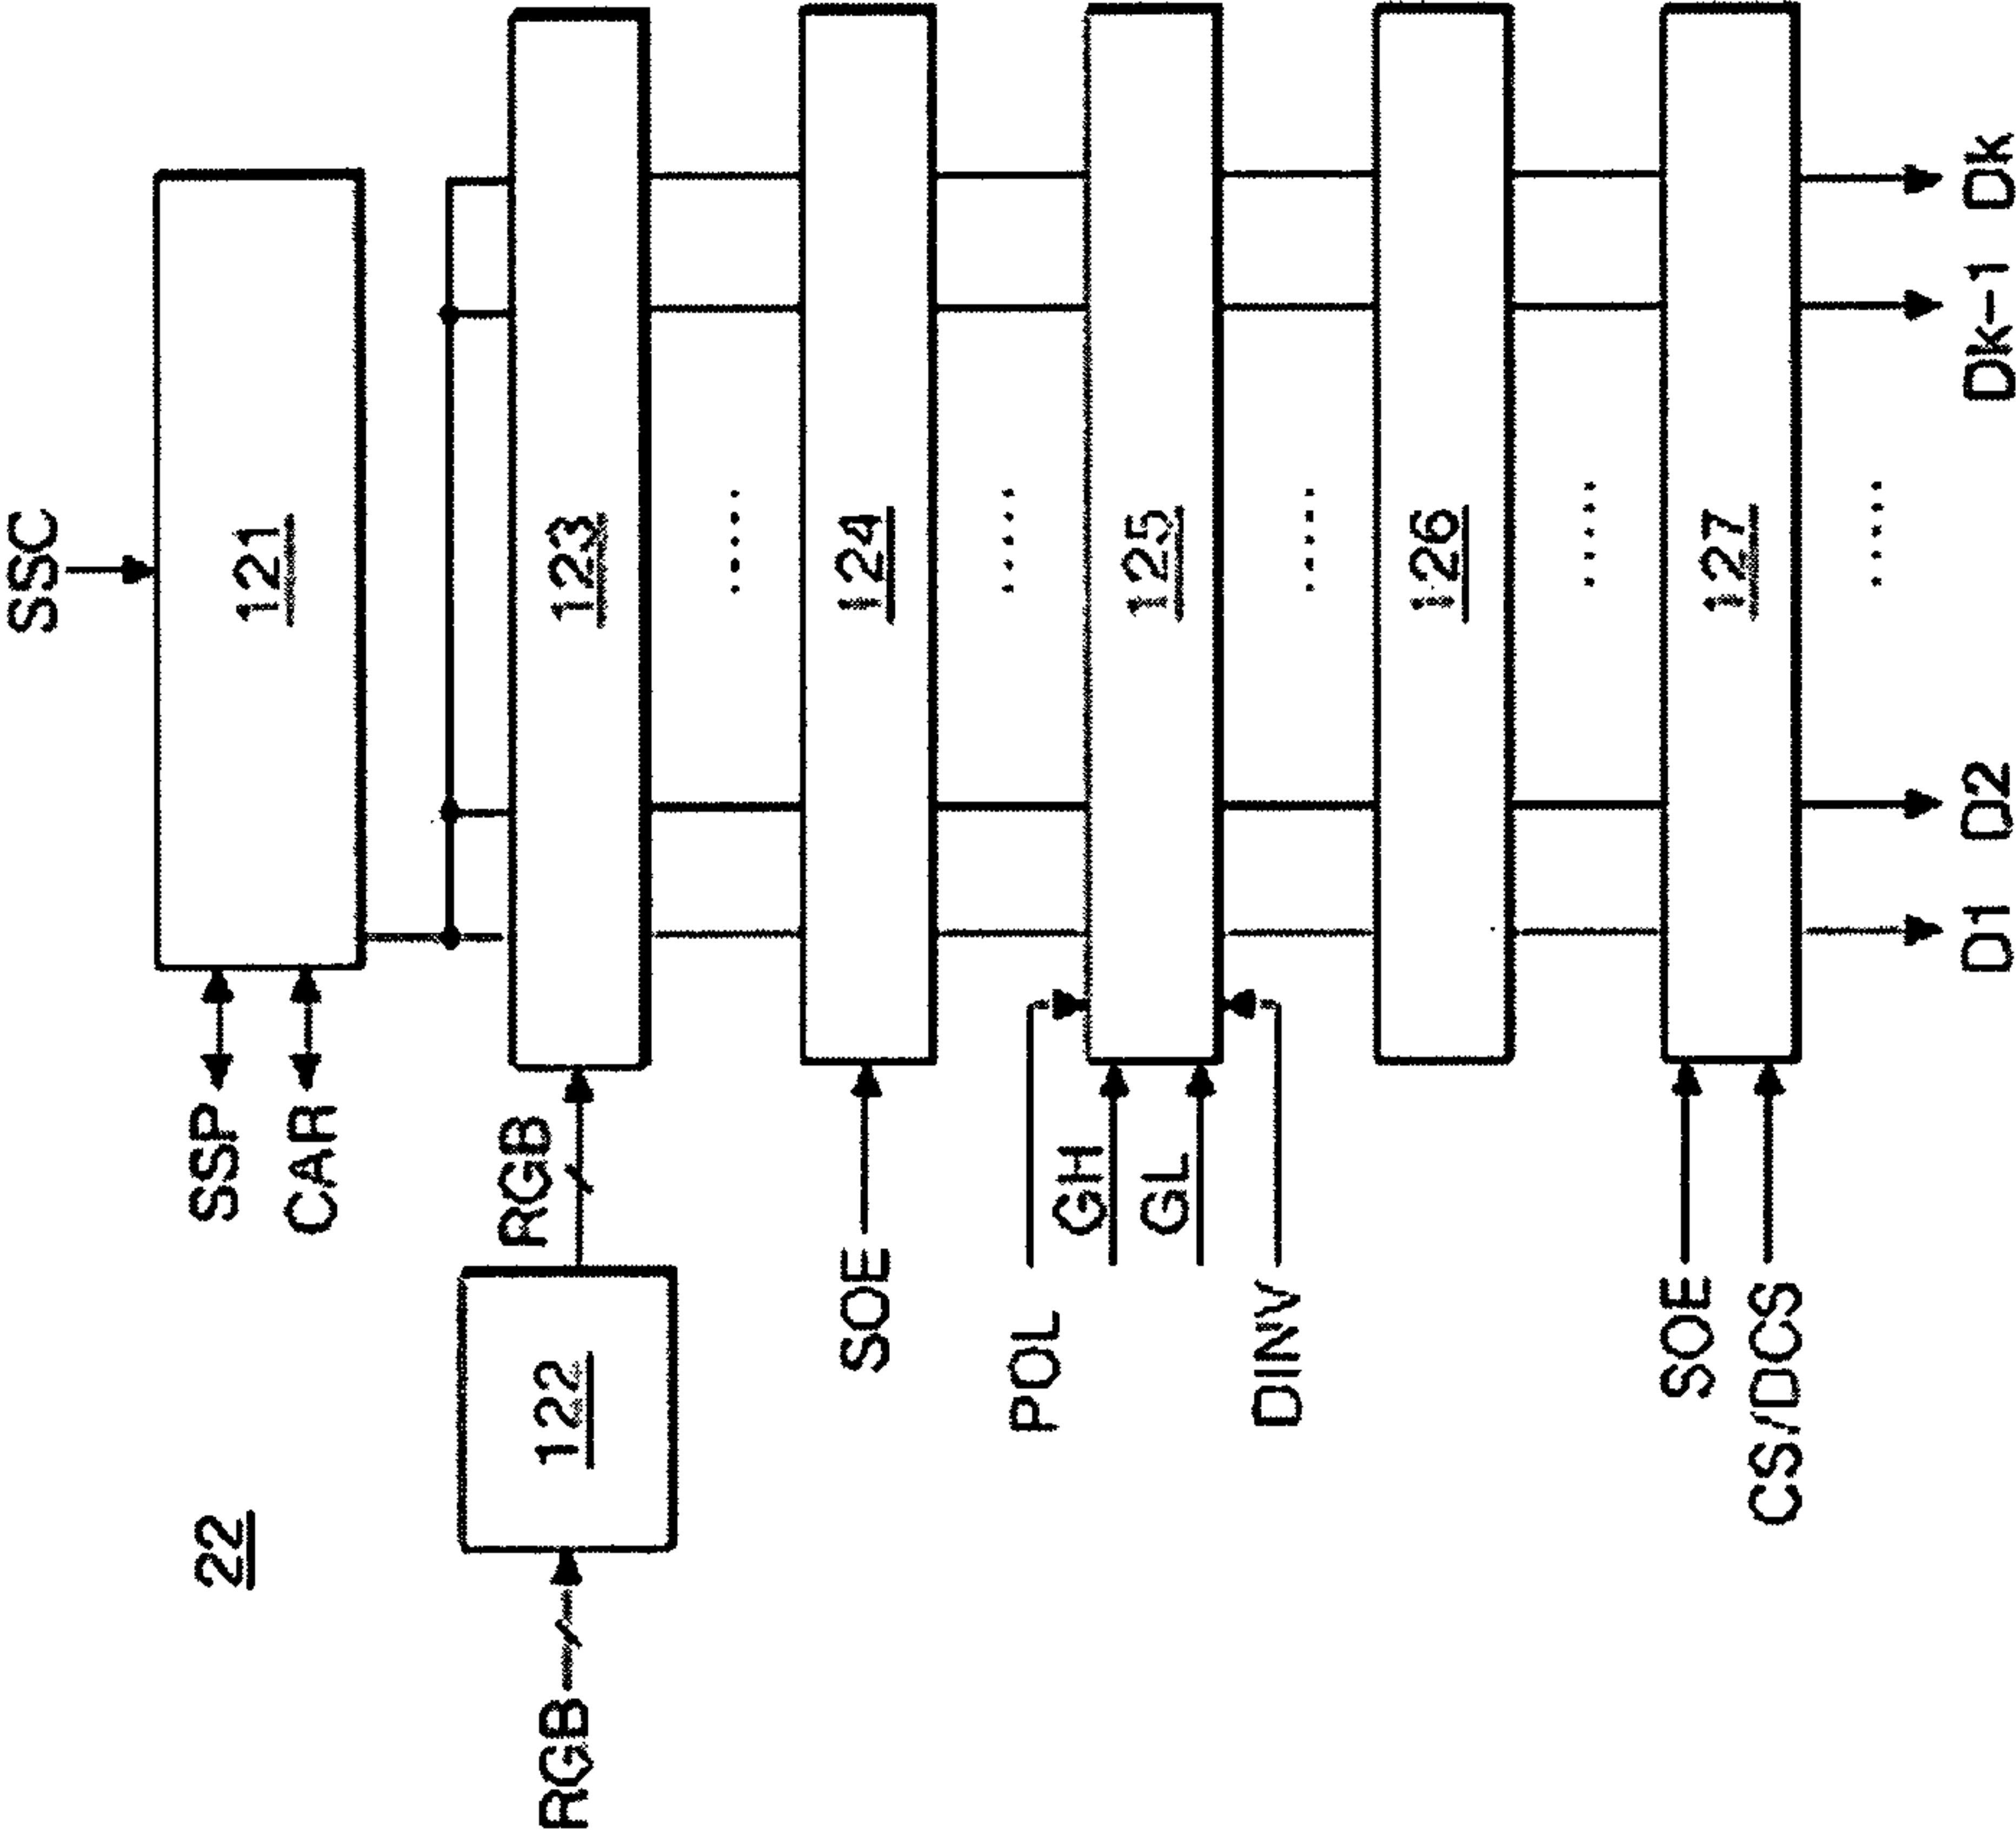 22
SSC
SSP
CAR
121
RGB
122
RGB
123
SOE
124
POL
GH
GL
DINV
125
126
SOE
CS/DCS
127
D1 D2 Dk-1 Dk